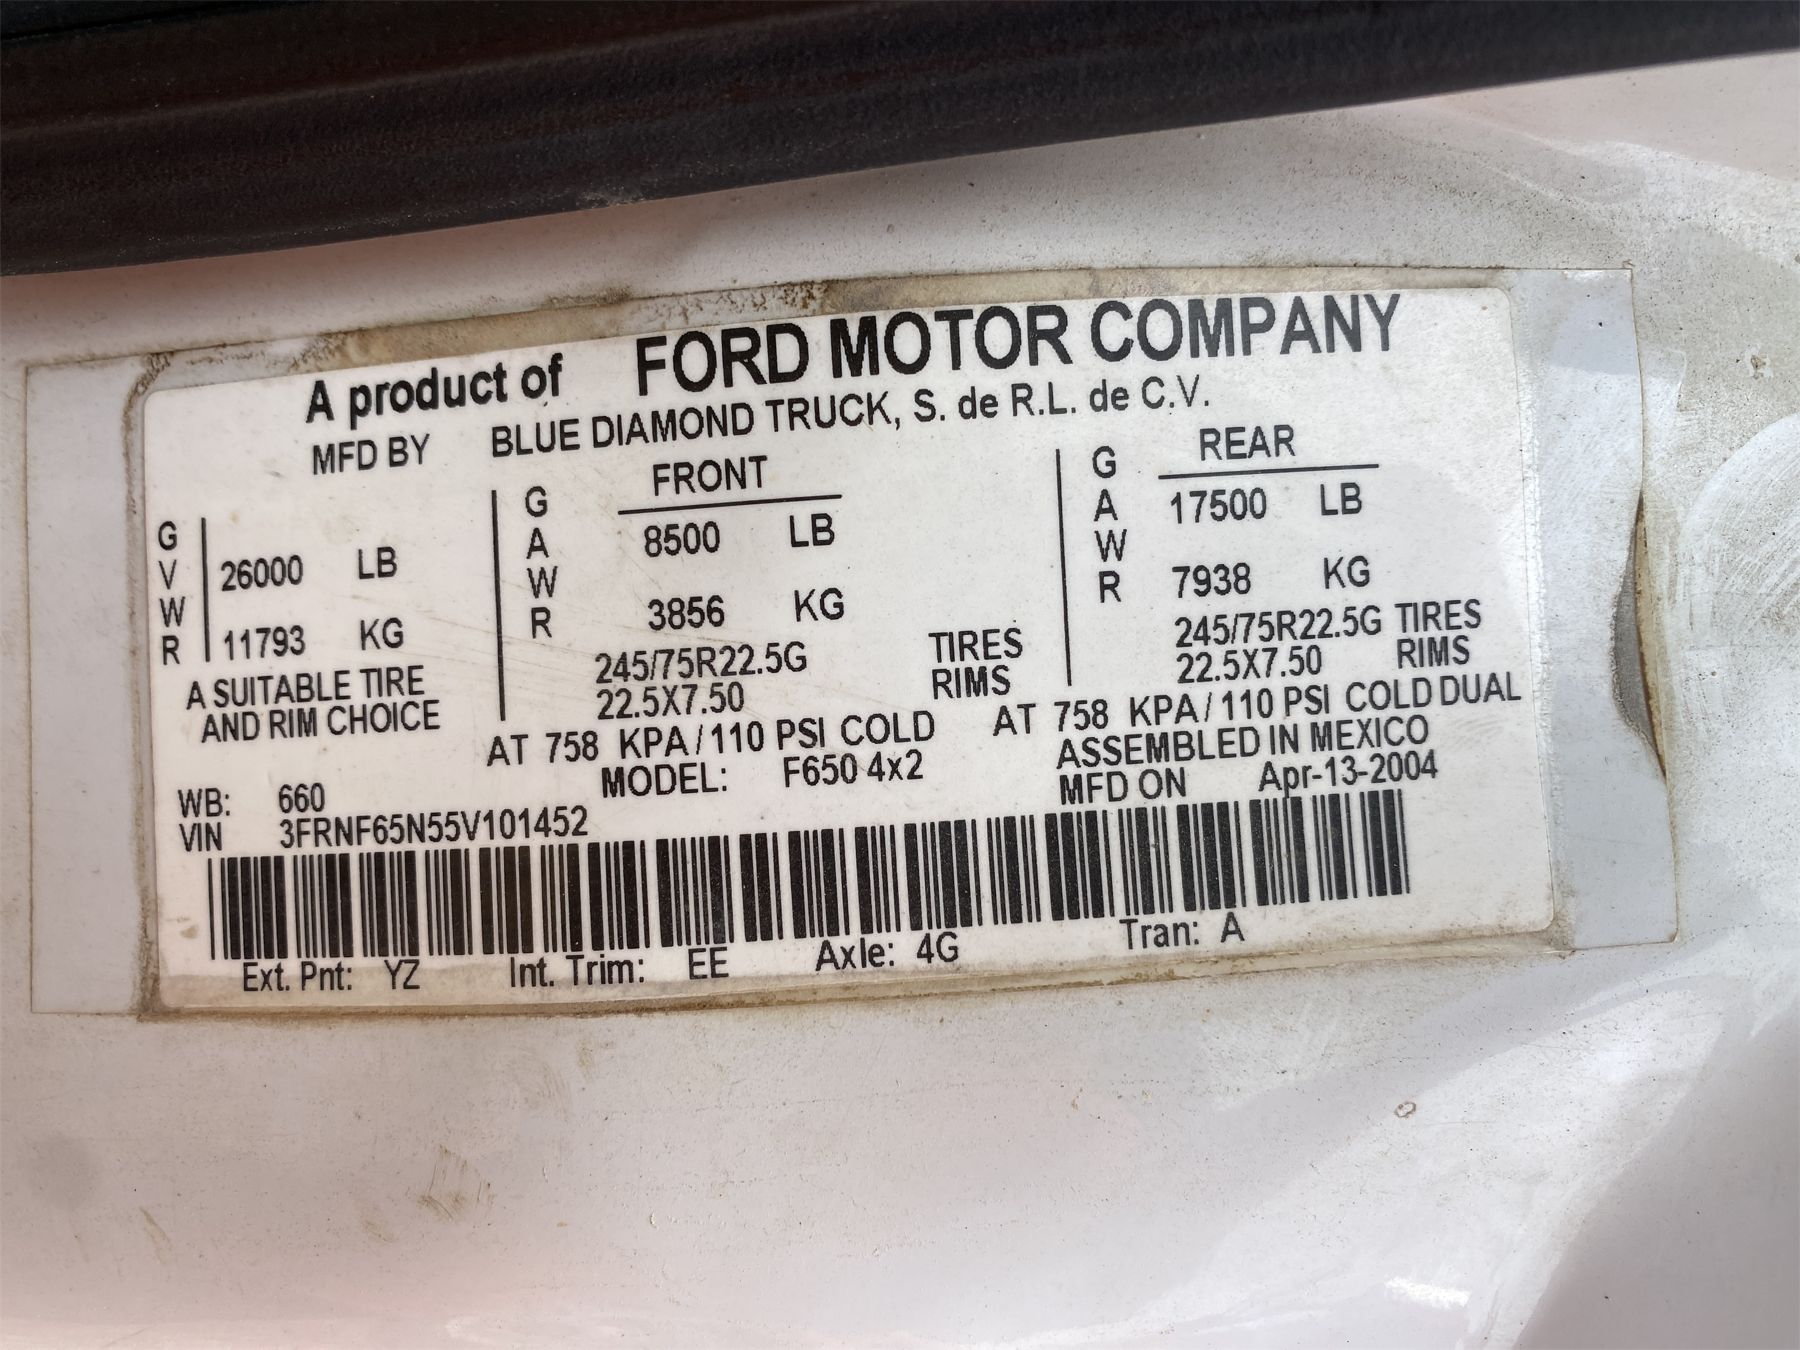 A product of FORD MOTOR COMPANY
MFD BY BLUE DIAMOND TRUCK, S. de R.L. de C.V.
GVWR 26000 LB
11793 KG
A SUITABLE TIRE
AND RIM CHOICE
GAWR FRONT
8500 LB
3856 KG
245/75R22.5G TIRES
22.5X7.50 RIMS
AT 758 KPA/110 PSI COLD
GAWR REAR
17500 LB
7938 KG
245/75R22.5G TIRES
22.5X7.50 RIMS
AT 758 KPA/110 PSI COLD DUAL
ASSEMBLED IN MEXICO
WB: 660 MODEL: F650 4x2 MFD ON Apr-13-2004
VIN 3FRNF65N55V101452
Ext. Pnt: YZ Int. Trim: EE Axle: 4G Tran: A